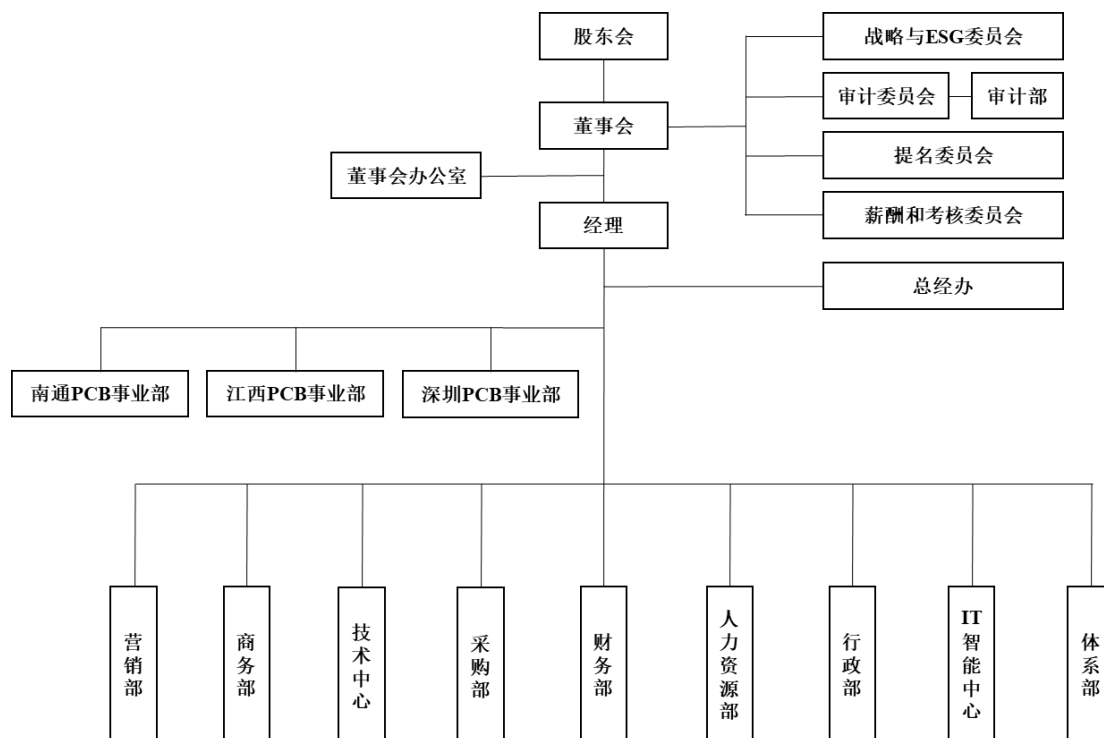 股东会
战略与ESG委员会
审计委员会
审计部
董事会
提名委员会
董事会办公室
薪酬和考核委员会
经理
总经办
南通PCB事业部
江西PCB事业部
深圳PCB事业部
营销部
商务部
技术中心
采购部
财务部
人力资源部
行政部
IT智能中心
体系部